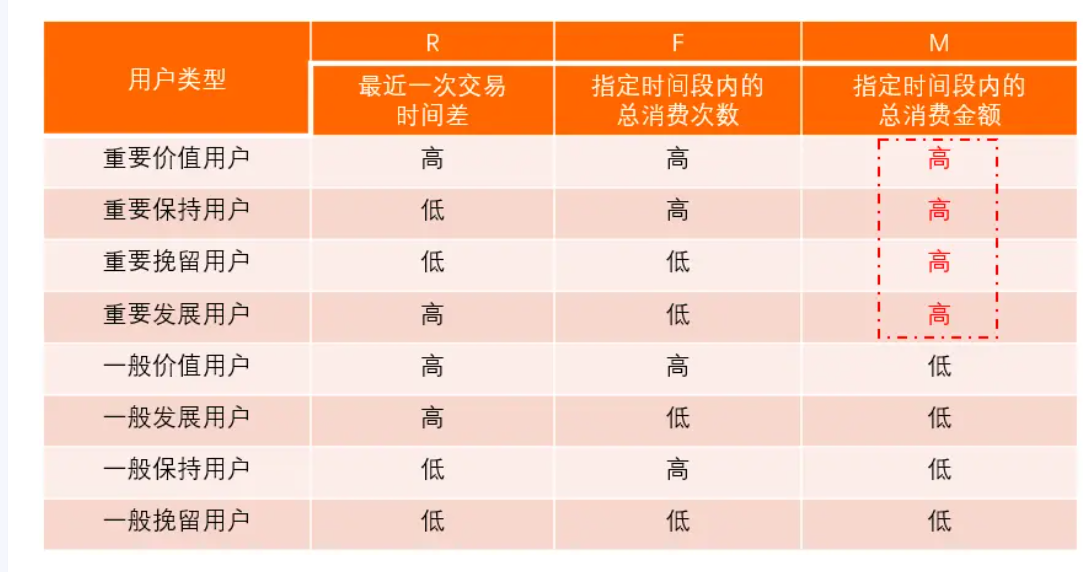 用户类型 R F M
最近一次交易
时间差
指定时间段内的
总消费次数
指定时间段内的
总消费金额
重要价值用户 高 高 高
重要保持用户 低 高 高
重要挽留用户 低 低 高
重要发展用户 高 低 高
一般价值用户 高 高 低
一般发展用户 高 低 低
一般保持用户 低 高 低
一般挽留用户 低 低 低